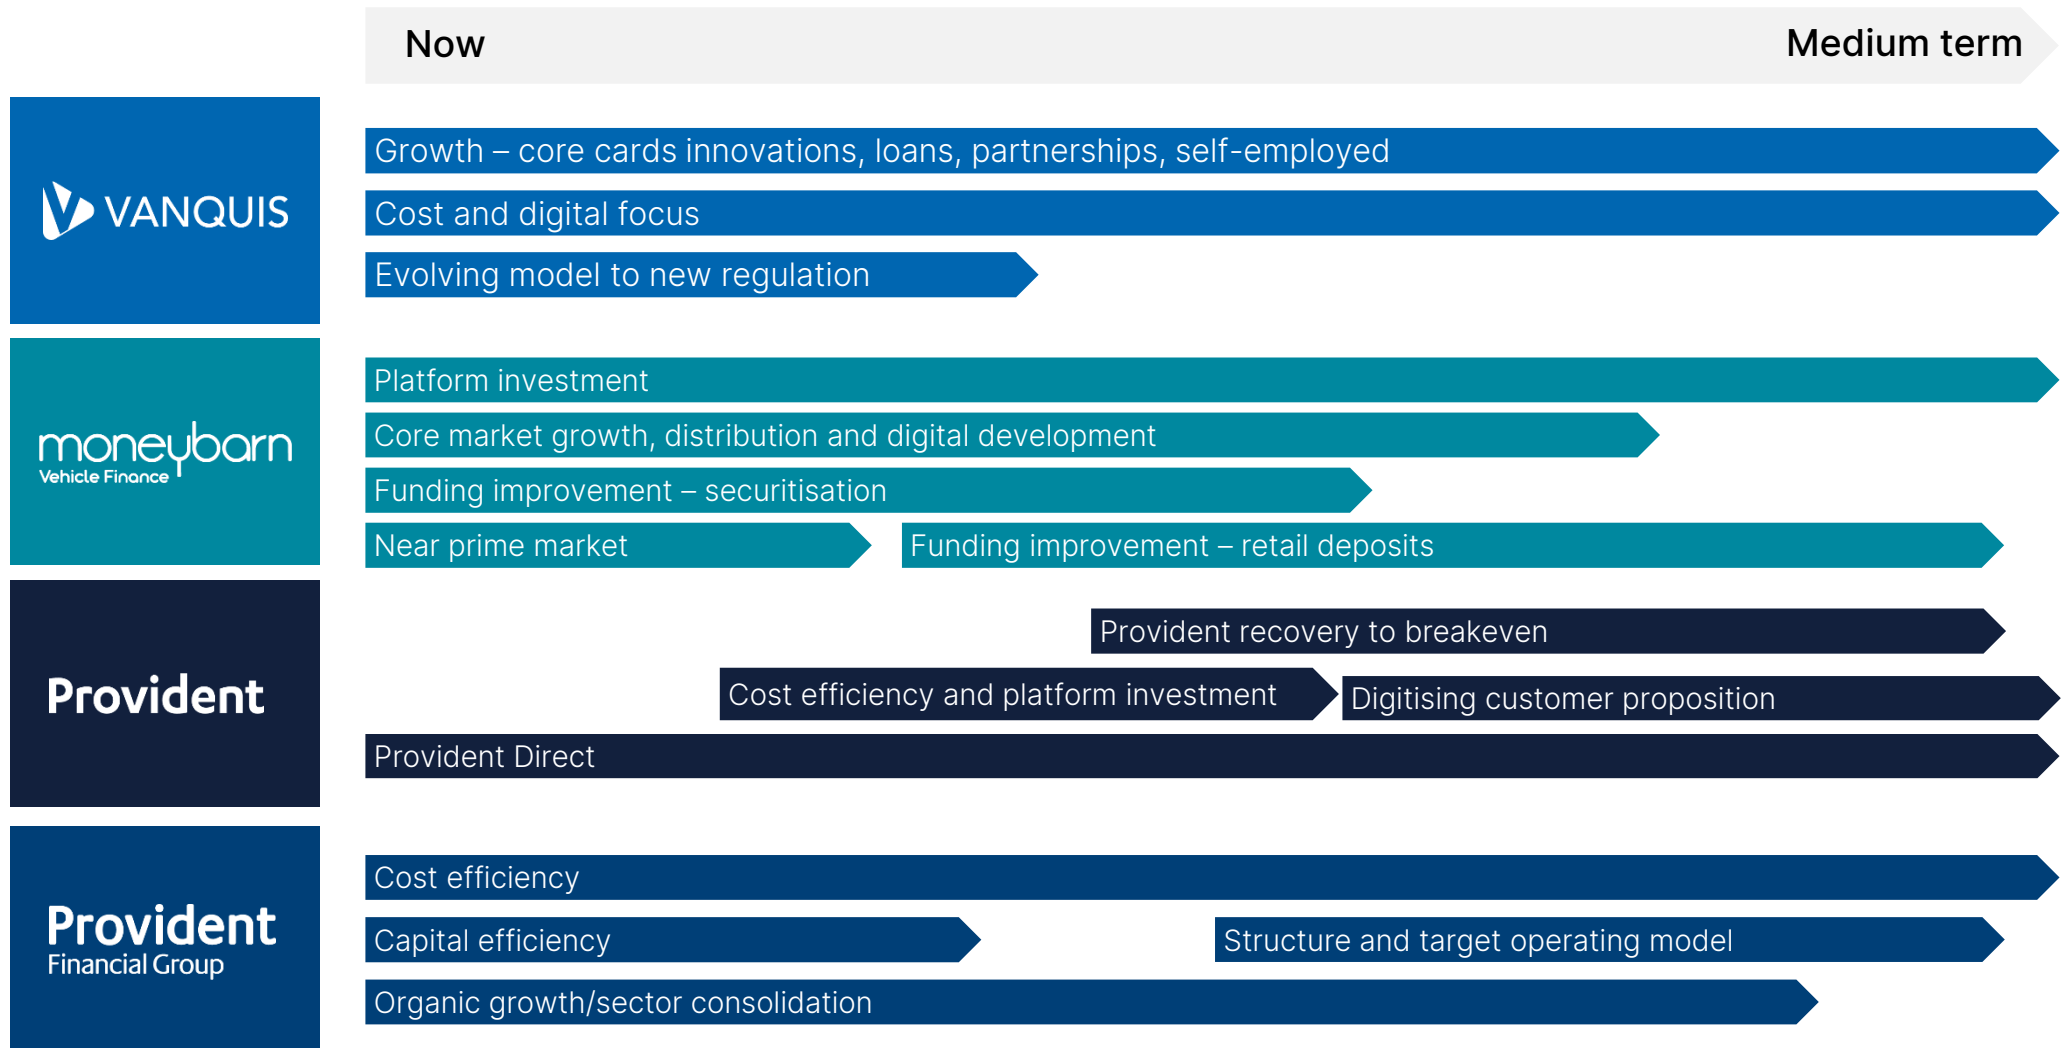 Now
Medium term
VANQUIS
Growth – core cards innovations, loans, partnerships, self-employed
Cost and digital focus
Evolving model to new regulation
moneybarn
Vehicle Finance
Platform investment
Core market growth, distribution and digital development
Funding improvement – securitisation
Near prime market
Funding improvement – retail deposits
Provident
Provident recovery to breakeven
Cost efficiency and platform investment
Digitising customer proposition
Provident Direct
Provident
Financial Group
Cost efficiency
Capital efficiency
Structure and target operating model
Organic growth/sector consolidation